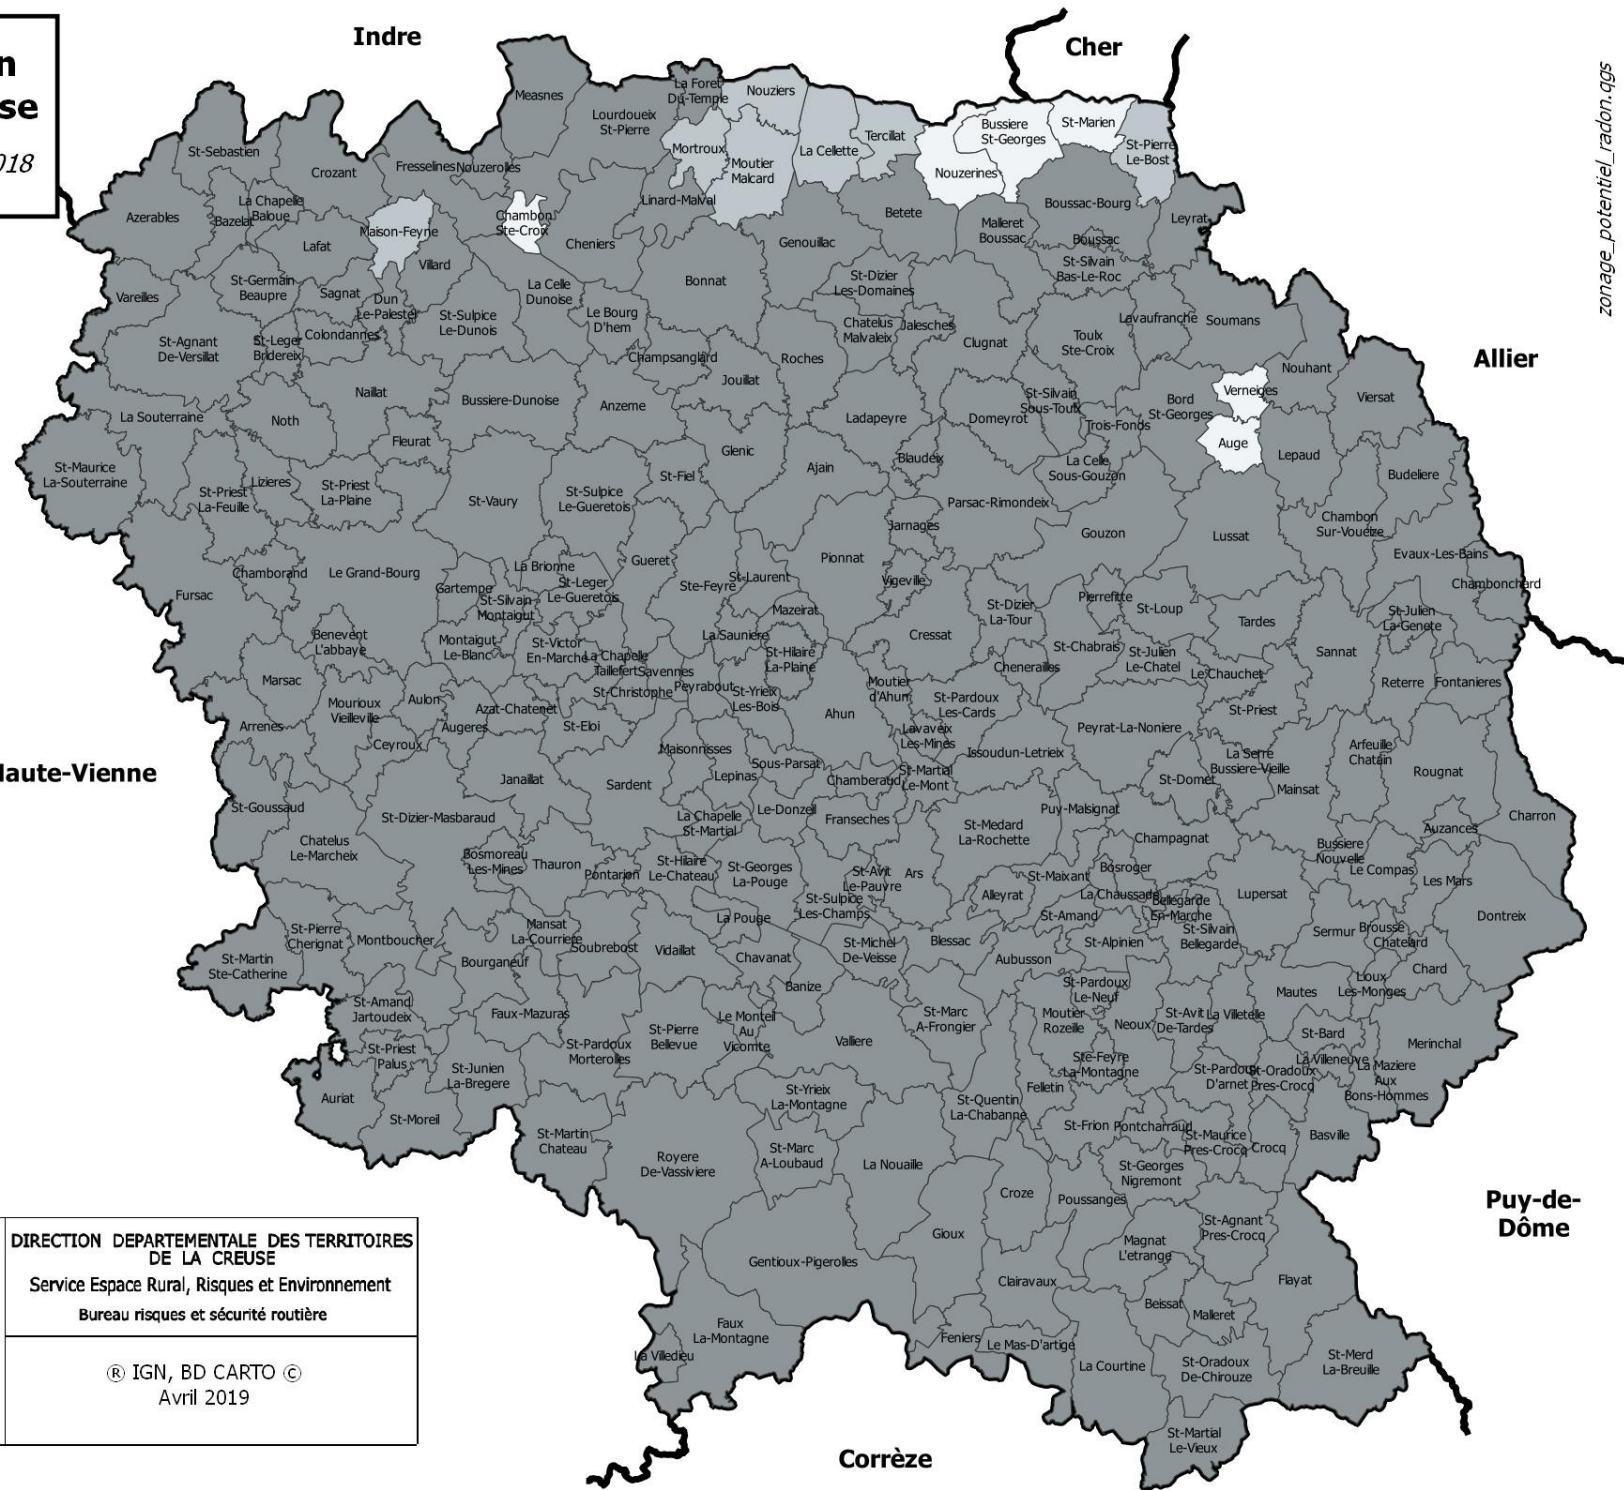 Indre
Cher
n
se
018
zonage_potentiel_radon.qgs
Allier
Haute-Vienne
Puy-de-
Dôme
Corrèze
Measnes
La Foret
Du-Temple
Nouziers
Lourdoueix
St-Pierre
Mortroux
Moutier
Malcard
La Cellette
Tercillat
Bussiere
St-Georges
St-Marien
St-Pierre
Le-Bost
Nouzerines
St-Sebastien
Crozant
Fresselines
Nouzerolles
Azerables
Bazelat
La Chapelle
Baloue
Lafat
Maison-Feyne
Chambon
Ste-Croix
Cheniers
Linard-Malval
Genouillac
Betete
Malleret
Boussac
Boussac-Bourg
Boussac
Leyrat
St-Silvain
Bas-Le-Roc
Vareilles
St-Germain
Beaupre
Sagnat
Dun
Le-Palestel
Villard
La Celle
Dunoise
Bonnat
St-Dizier
Les-Domaines
St-Agnant
De-Versillat
St-Leger
Bridereix
Colondannes
St-Sulpice
Le-Dunois
Le Bourg
D'hem
Champsanglard
Roches
Chatelus
Malvaleix
Jalesches
Clugnat
Toulx
Ste-Croix
Lavaufranche
Soumans
Nouhant
Verneiges
Viersat
La Souterraine
Noth
Naillat
Bussiere-Dunoise
Anzeme
Jouillat
Ladapeyre
Domeyrot
St-Silvain
Sous-Toulx
Trois-Fonds
Bord
St-Georges
Auge
Lepaud
Budeliere
Fleurat
St-Maurice
La-Souterraine
St-Priest
La-Feuille
Lizieres
St-Priest
La-Plaine
St-Vaury
St-Sulpice
Le-Gueretois
St-Fiel
Glenic
Ajain
Blaudeix
La Celle
Sous-Gouzon
Parsac-Rimondeix
Jarnages
Gouzon
Lussat
Chambon
Sur-Voueize
Evaux-Les-Bains
Chambonchard
Fursac
Chamborand
Le Grand-Bourg
Gartempe
La Brionne
St-Leger
Le-Gueretois
Gueret
Ste-Feyre
St-Laurent
Pionnat
Vigeville
St-Silvain
Montaigut
Mazeirat
St-Dizier
La-Tour
Pierrefitte
St-Loup
Tardes
St-Julien
La-Genete
Benevent
L'abbaye
Montaigut
Le-Blanc
St-Victor
En-Marche
La Chapelle
Taillefert
Savennes
La Sauniere
St-Hilaire
La-Plaine
Cressat
Chenerailles
St-Chabrais
St-Julien
Le-Chatel
Sannat
Le Chauchet
Reterre
Fontanieres
Marsac
Mourioux
Vieilleville
Aulon
Augeres
Azat-Chatenet
St-Christophe
Peyrabout
St-Yrieix
Les-Bois
St-Eloi
Ahun
Moutier
d'Ahun
St-Pardoux
Les-Cards
Lavaveix
Les-Mines
St-Priest
Peyrat-La-Noniere
Arrenes
Ceyroux
Maisonnisses
Sous-Parsat
Issoudun-Letrieix
La Serre
Bussiere-Vieille
Arfeuille
Chatain
Rougnat
Janaillat
Sardent
Lepinas
Chamberaud
St-Martial
Le-Mont
St-Domet
Mainsat
St-Goussaud
St-Dizier-Masbaraud
La Chapelle
St-Martial
Le-Donzeil
Franseches
St-Medard
La-Rochette
Puy-Malsignat
Champagnat
Auzances
Charron
Chatelus
Le-Marcheix
Bosmoreau
Les-Mines
Thauron
Pontarion
St-Hilaire
Le-Chateau
St-Georges
La-Pouge
St-Avit
Le-Pauvre
Ars
St-Maixant
Bosroger
Bussiere
Nouvelle
Le Compas
Les Mars
St-Sulpice
Les-Champs
Alleyrat
La Chaussade
Bellegarde
En-Marche
Lupersat
Dontreix
St-Pierre
Cherignat
Montboucher
Mansat
La-Courriere
Soubrebost
Vidaillat
La Pouge
Chavanat
St-Michel
De-Veisse
Blessac
St-Amand
St-Alpinien
St-Silvain
Bellegarde
Sermur
Brousse
Chatelard
Chard
St-Martin
Ste-Catherine
Bourganeuf
Banize
Aubusson
St-Pardoux
Le-Neuf
Mautes
Lioux
Les-Monges
St-Amand
Jartoudeix
Faux-Mazuras
St-Pardoux
Morterolles
St-Pierre
Bellevue
Le Monteil
Au
Vicomte
Valliere
St-Marc
A-Frongier
Moutier
Rozeille
Neoux
St-Avit
De-Tardes
La Villetelle
St-Bard
Merinchal
St-Priest
Palus
St-Junien
La-Bregere
Ste-Feyre
La-Montagne
Felletin
St-Pardoux
D'arnet
St-Oradoux
Pres-Crocq
La Villeneuve
La Maziere
Aux
Bons-Hommes
Auriat
St-Moreil
St-Yrieix
La-Montagne
St-Quentin
La-Chabanne
St-Frion
Pontcharraud
St-Maurice
Pres-Crocq
Crocq
Basville
St-Martin
Chateau
Royere
De-Vassiviere
St-Marc
A-Loubaud
La Nouaille
Croze
St-Georges
Nigremont
Poussanges
Gentioux-Pigerolles
Gioux
Clairavaux
Magnat
L'etrange
St-Agnant
Pres-Crocq
Flayat
Beissat
Malleret
Faux
La-Montagne
La Villedieu
Feniers
Le Mas-D'artige
La Courtine
St-Oradoux
De-Chirouze
St-Merd
La-Breuille
St-Martial
Le-Vieux
DIRECTION DEPARTEMENTALE DES TERRITOIRES
DE LA CREUSE
Service Espace Rural, Risques et Environnement
Bureau risques et sécurité routière
® IGN, BD CARTO ©
Avril 2019